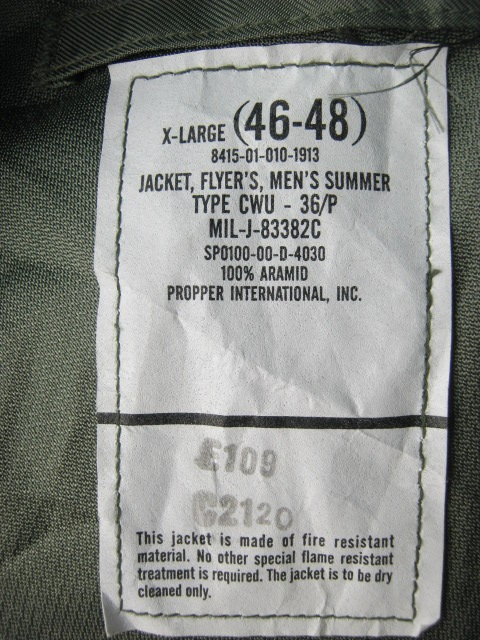 X-LARGE (46-48)
8415-01-010-1913
JACKET, FLYER'S, MEN'S SUMMER
TYPE CWU - 36/P
MIL-J-83382C
SPO100-00-D-4030
100% ARAMID
PROPPER INTERNATIONAL, INC.
E109
C2120
This jacket is made of fire resistant
material. No other special flame resistant
treatment is required. The jacket is to be dry
cleaned only.